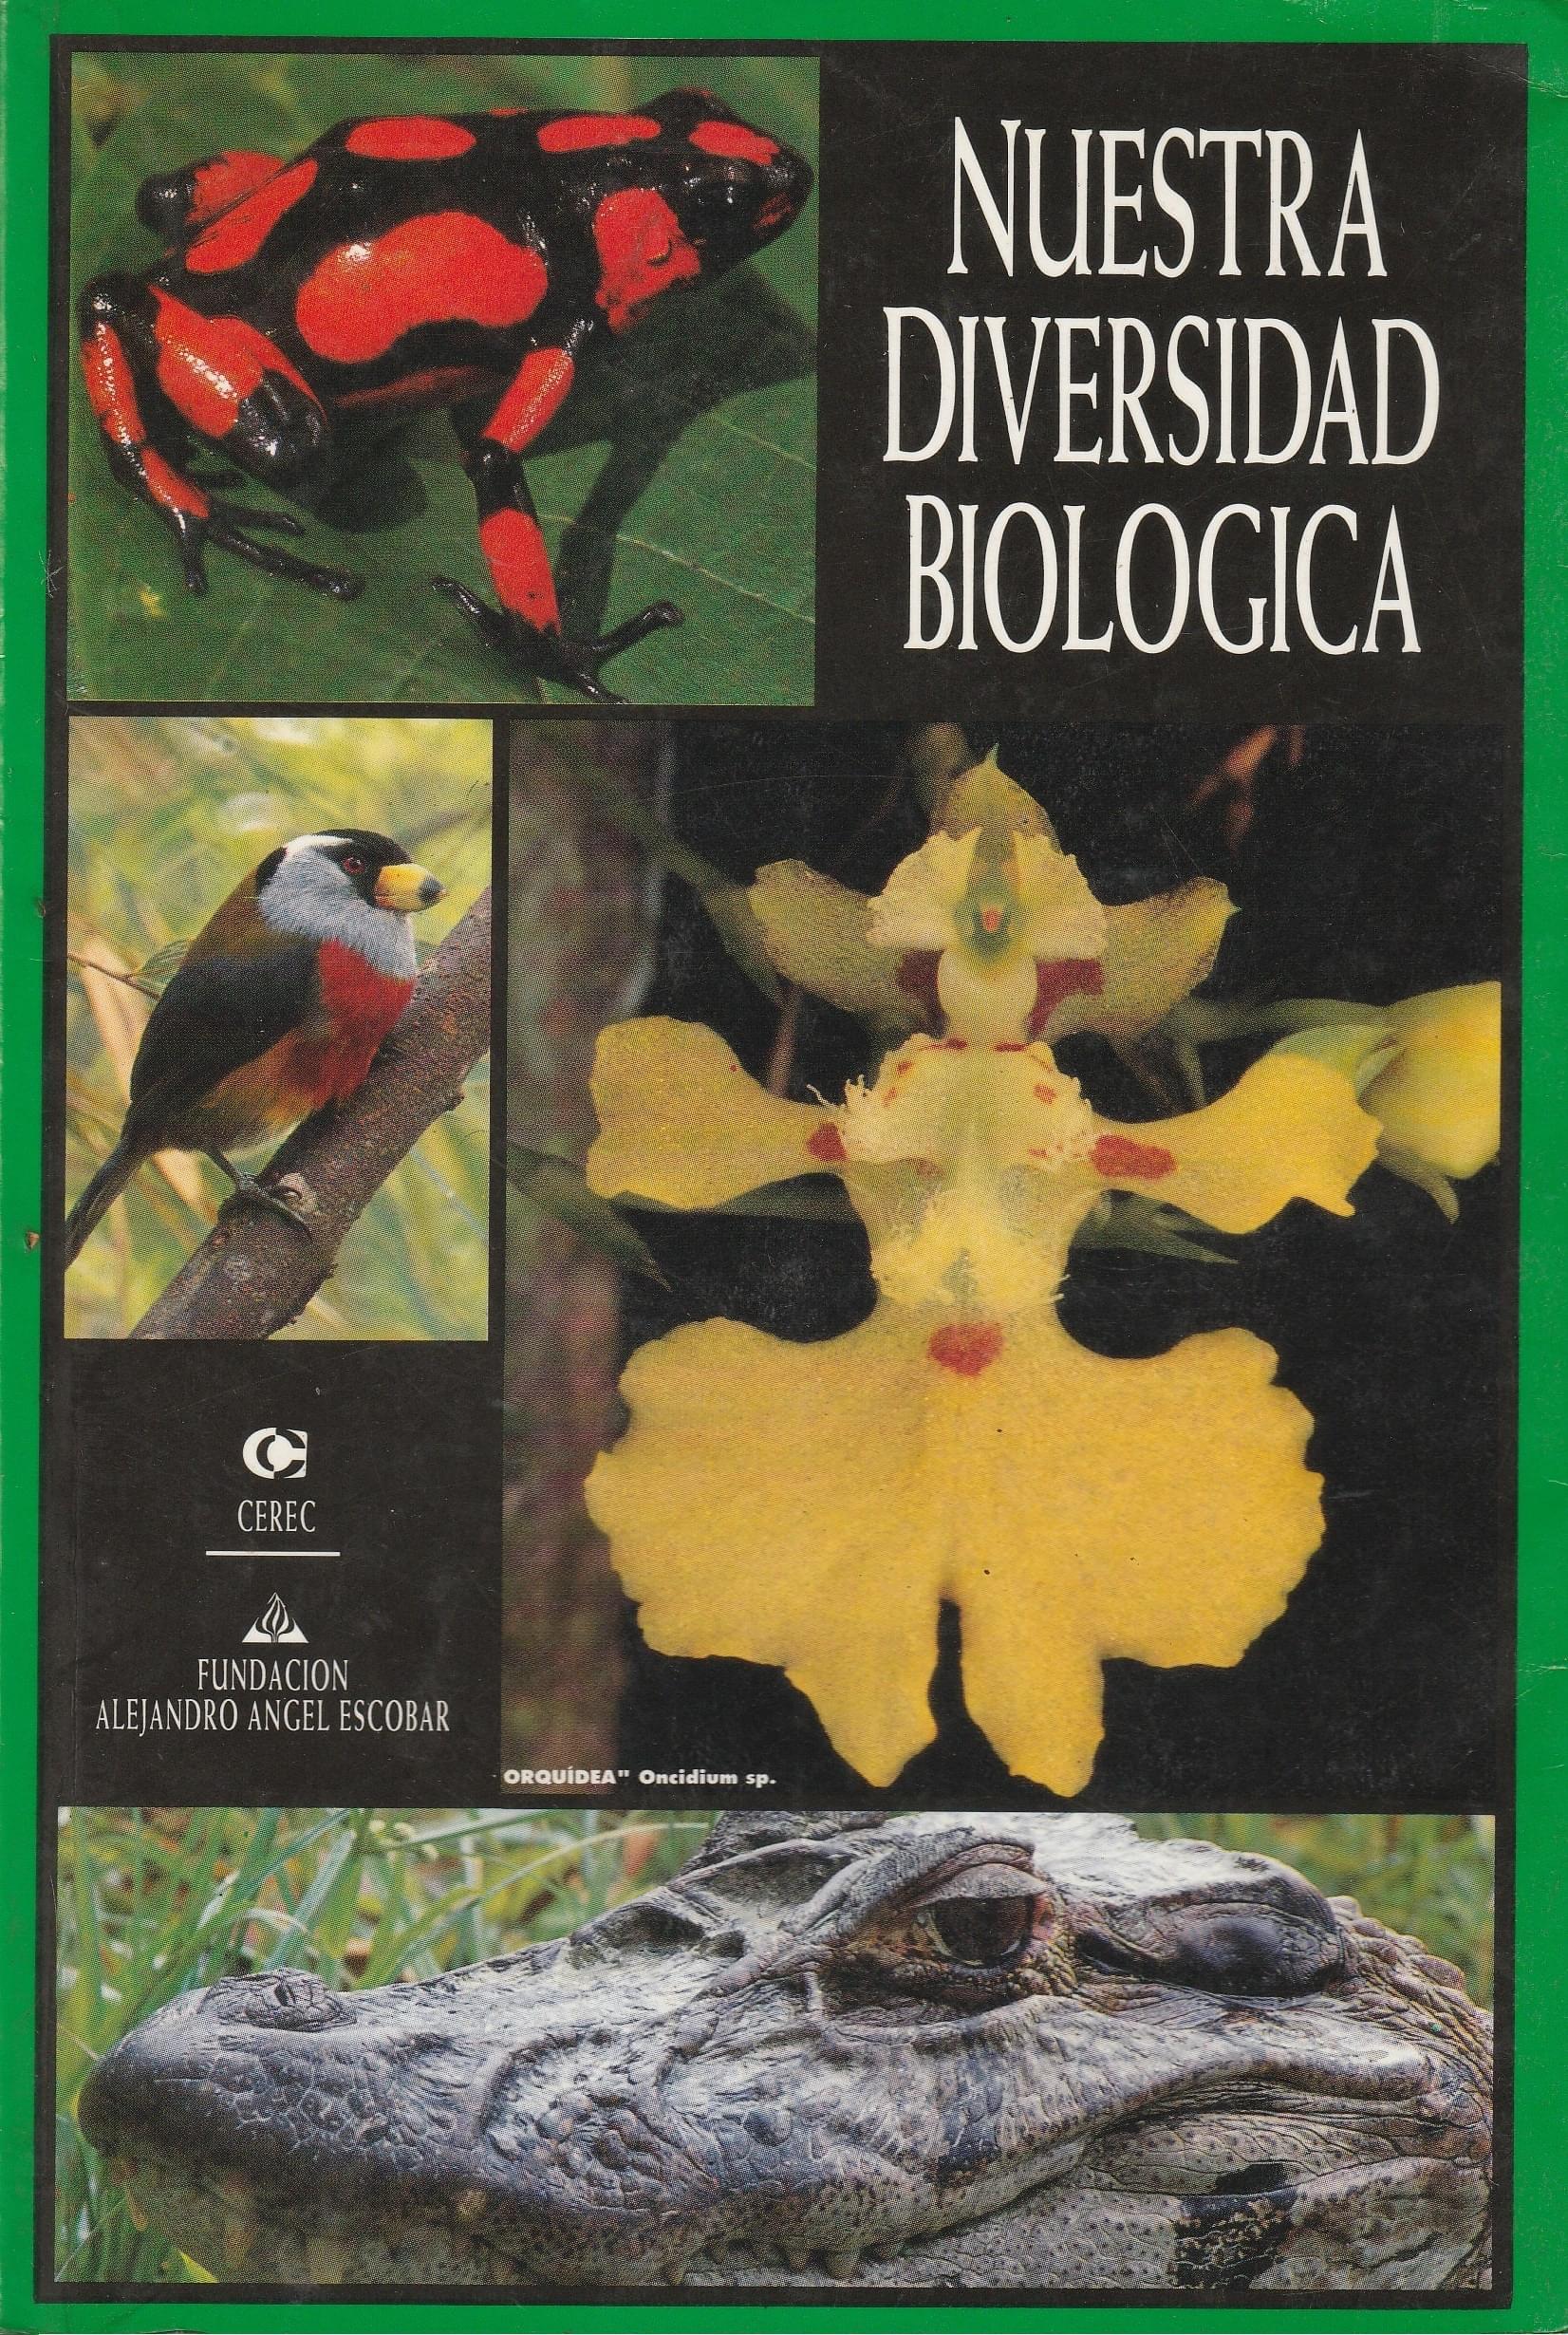 NUESTRA
DIVERSIDAD
BIOLOGICA
CEREC
FUNDACION
ALEJANDRO ANGEL ESCOBAR
ORQUÍDEA" Oncidium sp.